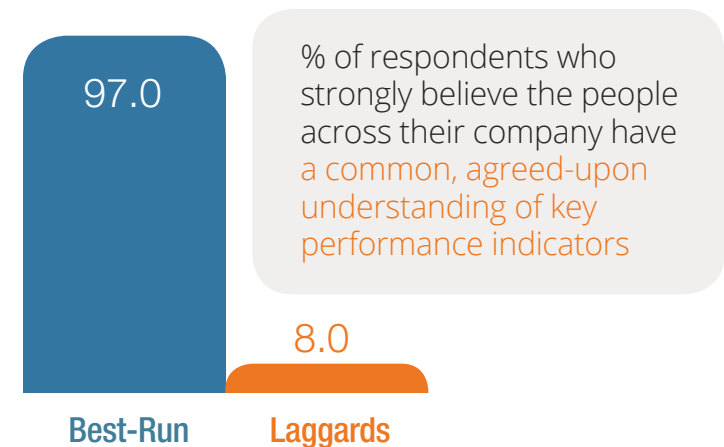 97.0
% of respondents who
strongly believe the people
across their company have
a common, agreed-upon
understanding of key
performance indicators
8.0
Best-Run
Laggards